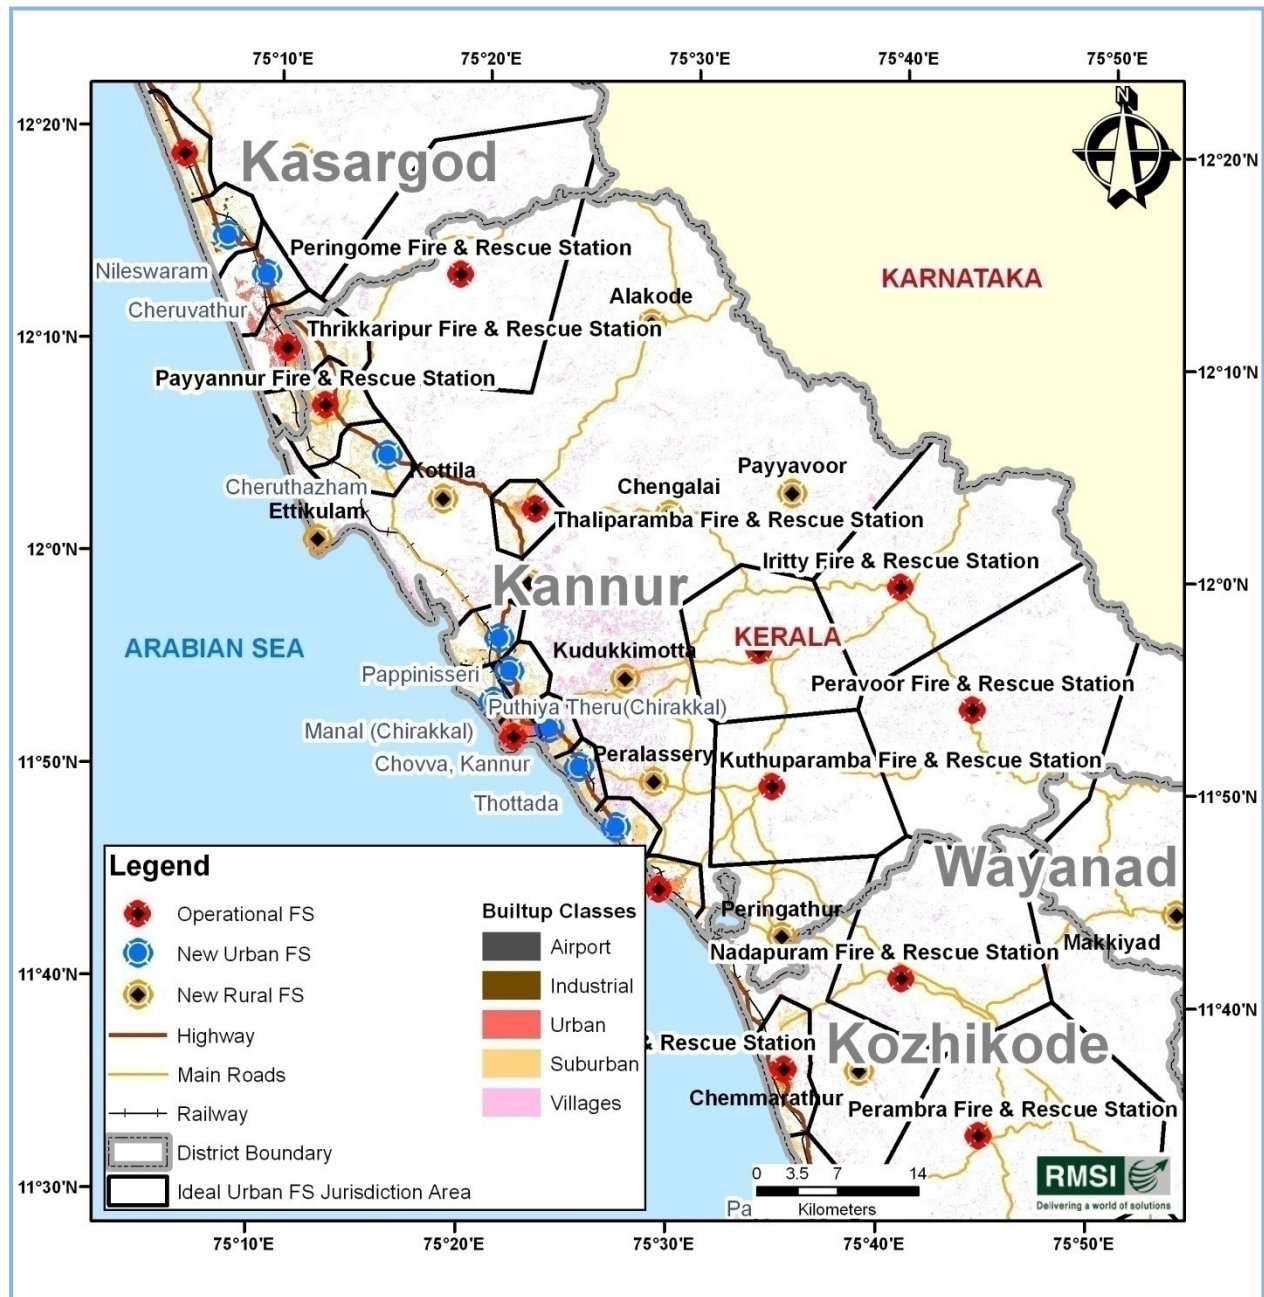 75°10'E
75°20'E
75°30'E
75°40'E
75°50'E
N
12°20'N
12°20'N
Kasargod
Peringome Fire & Rescue Station
KARNATAKA
Nileswaram
Alakode
Cheruvathur
Thrikkaripur Fire & Rescue Station
12°10'N
12°10'N
Payyannur Fire & Rescue Station
Kottila
Payyavoor
Cheruthazham
Chengalai
Ettikulam
Thaliparamba Fire & Rescue Station
12°0'N
Iritty Fire & Rescue Station
12°0'N
Kannur
ARABIAN SEA
KERALA
Kudukkimotta
Pappinisseri
Peravoor Fire & Rescue Station
Puthiya Theru(Chirakkal)
Manal (Chirakkal)
11°50'N
Chovva, Kannur
Peralassery
Kuthuparamba Fire & Rescue Station
11°50'N
Thottada
Wayanad
Legend
Operational FS
New Urban FS
New Rural FS
Highway
Main Roads
Railway
District Boundary
Ideal Urban FS Jurisdiction Area
Builtup Classes
Airport
Industrial
Urban
Suburban
Villages
Peringathur
Makkiyad
Nadapuram Fire & Rescue Station
11°40'N
11°40'N
& Rescue Station
Kozhikode
Chemmarathur
Perambra Fire & Rescue Station
11°30'N
0 3.5 7 14
Kilometers
RMSI
Delivering a world of solutions
Pa
75°10'E
75°20'E
75°30'E
75°40'E
75°50'E